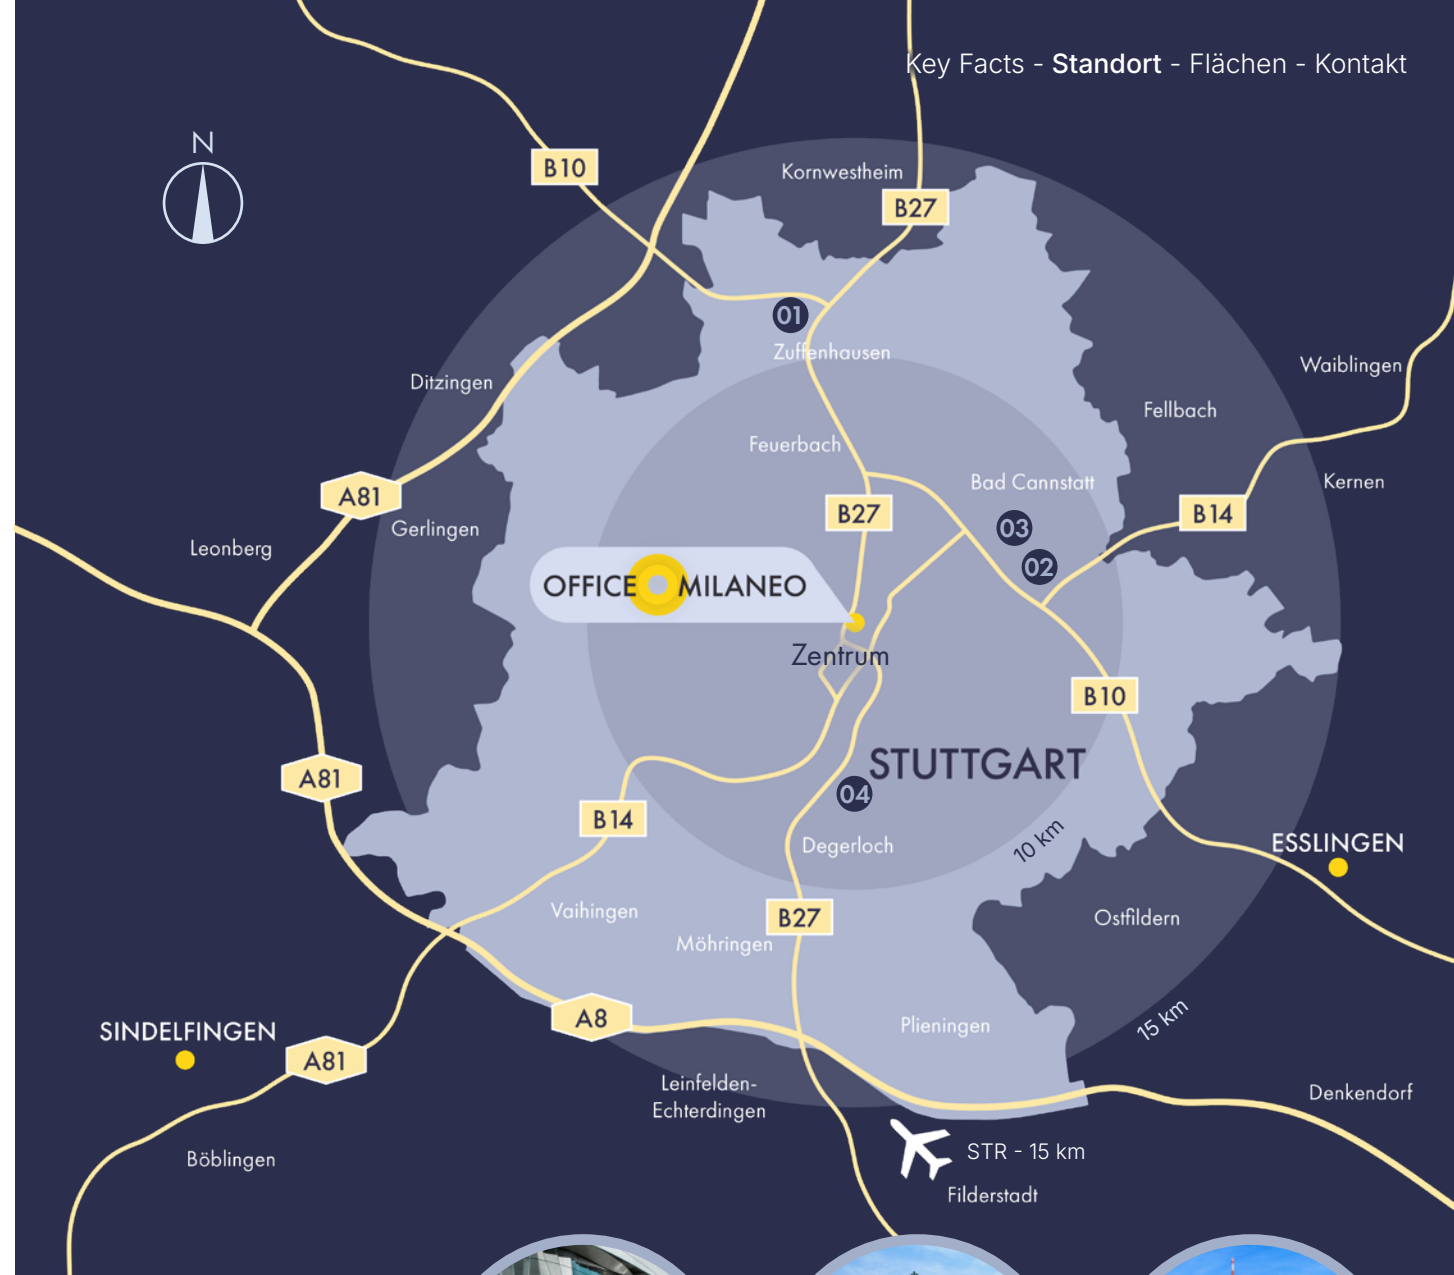 Key Facts - Standort - Flächen - Kontakt
N
B10
Kornwestheim
B27
01
Zuffenhausen
Ditzingen
Waiblingen
Fellbach
Feuerbach
Bad Cannstatt
Kernen
A81
B27
B14
Gerlingen
03
Leonberg
02
OFFICE MILANEO
Zentrum
B10
STUTTGART
A81
04
B14
Degerloch
10 km
ESSLINGEN
Vaihingen
B27
Ostfildern
Möhringen
A8
15 km
Plieningen
SINDELFINGEN
A81
Leinfelden-
Echterdingen
Denkendorf
STR - 15 km
Böblingen
Filderstadt